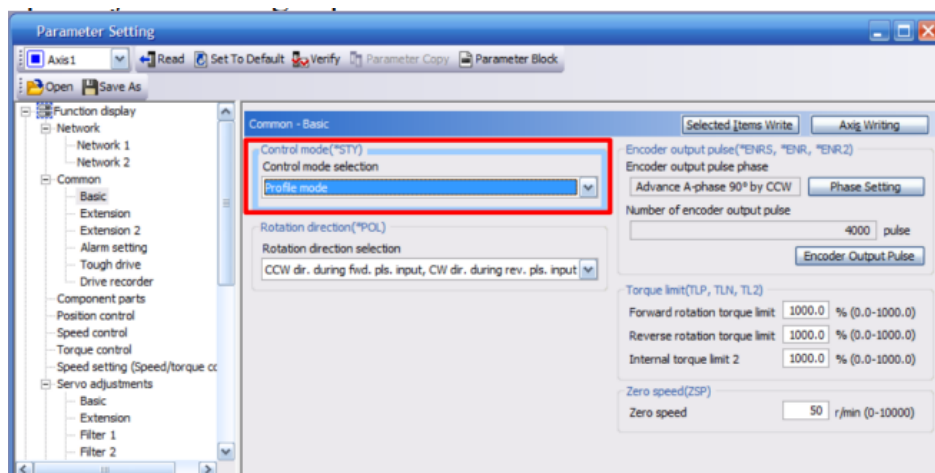 Parameter Setting
Axis1 Read Set To Default Verify Parameter Copy Parameter Block
Open Save As
Function display
Network
Network 1
Network 2
Common
Basic
Extension
Extension 2
Alarm setting
Tough drive
Drive recorder
Component parts
Position control
Speed control
Torque control
Speed setting (Speed/torque cc
Servo adjustments
Basic
Extension
Filter 1
Filter 2
Common - Basic
Selected Items Write Axis Writing
Control mode(*STY)
Control mode selection
Profile mode
Rotation direction(*POL)
Rotation direction selection
CCW dir. during fwd. pls. input, CW dir. during rev. pls. input
Encoder output pulse(*ENRS, *ENR, *ENR2)
Encoder output pulse phase
Advance A-phase 90° by CCW Phase Setting
Number of encoder output pulse
4000 pulse
Encoder Output Pulse
Torque limit(TLP, TLN, TL2)
Forward rotation torque limit 1000.0 % (0.0-1000.0)
Reverse rotation torque limit 1000.0 % (0.0-1000.0)
Internal torque limit 2 1000.0 % (0.0-1000.0)
Zero speed(ZSP)
Zero speed 50 r/min (0-10000)